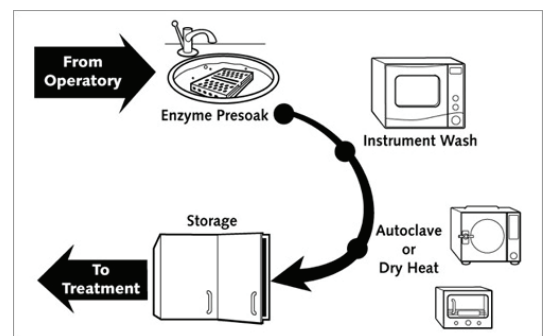 From
Operatory
Enzyme Presoak
Instrument Wash
Storage
Autoclave
or
Dry Heat
To
Treatment